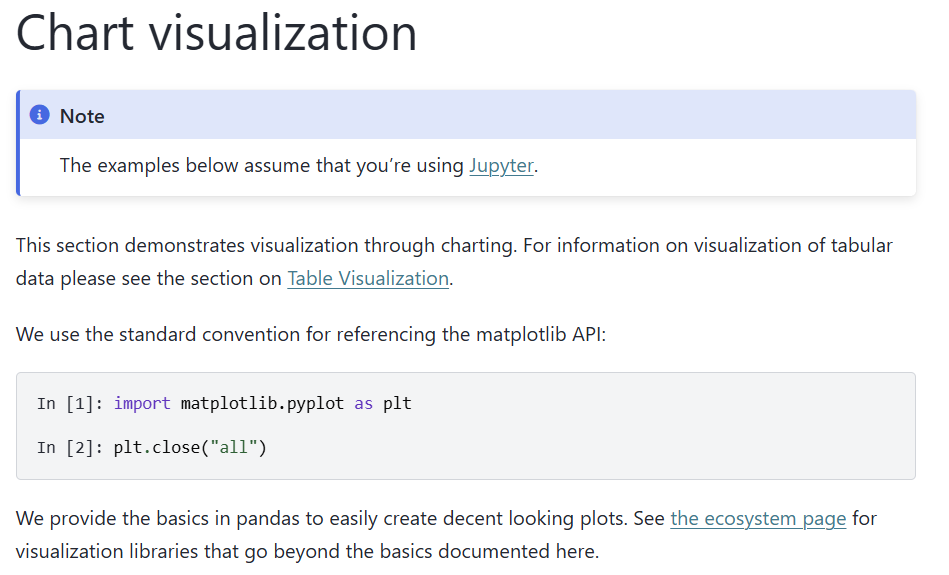 Chart visualization
Note
The examples below assume that you’re using Jupyter.
This section demonstrates visualization through charting. For information on visualization of tabular
data please see the section on Table Visualization.
We use the standard convention for referencing the matplotlib API:
In [1]: import matplotlib.pyplot as plt
In [2]: plt.close("all")
We provide the basics in pandas to easily create decent looking plots. See the ecosystem page for
visualization libraries that go beyond the basics documented here.